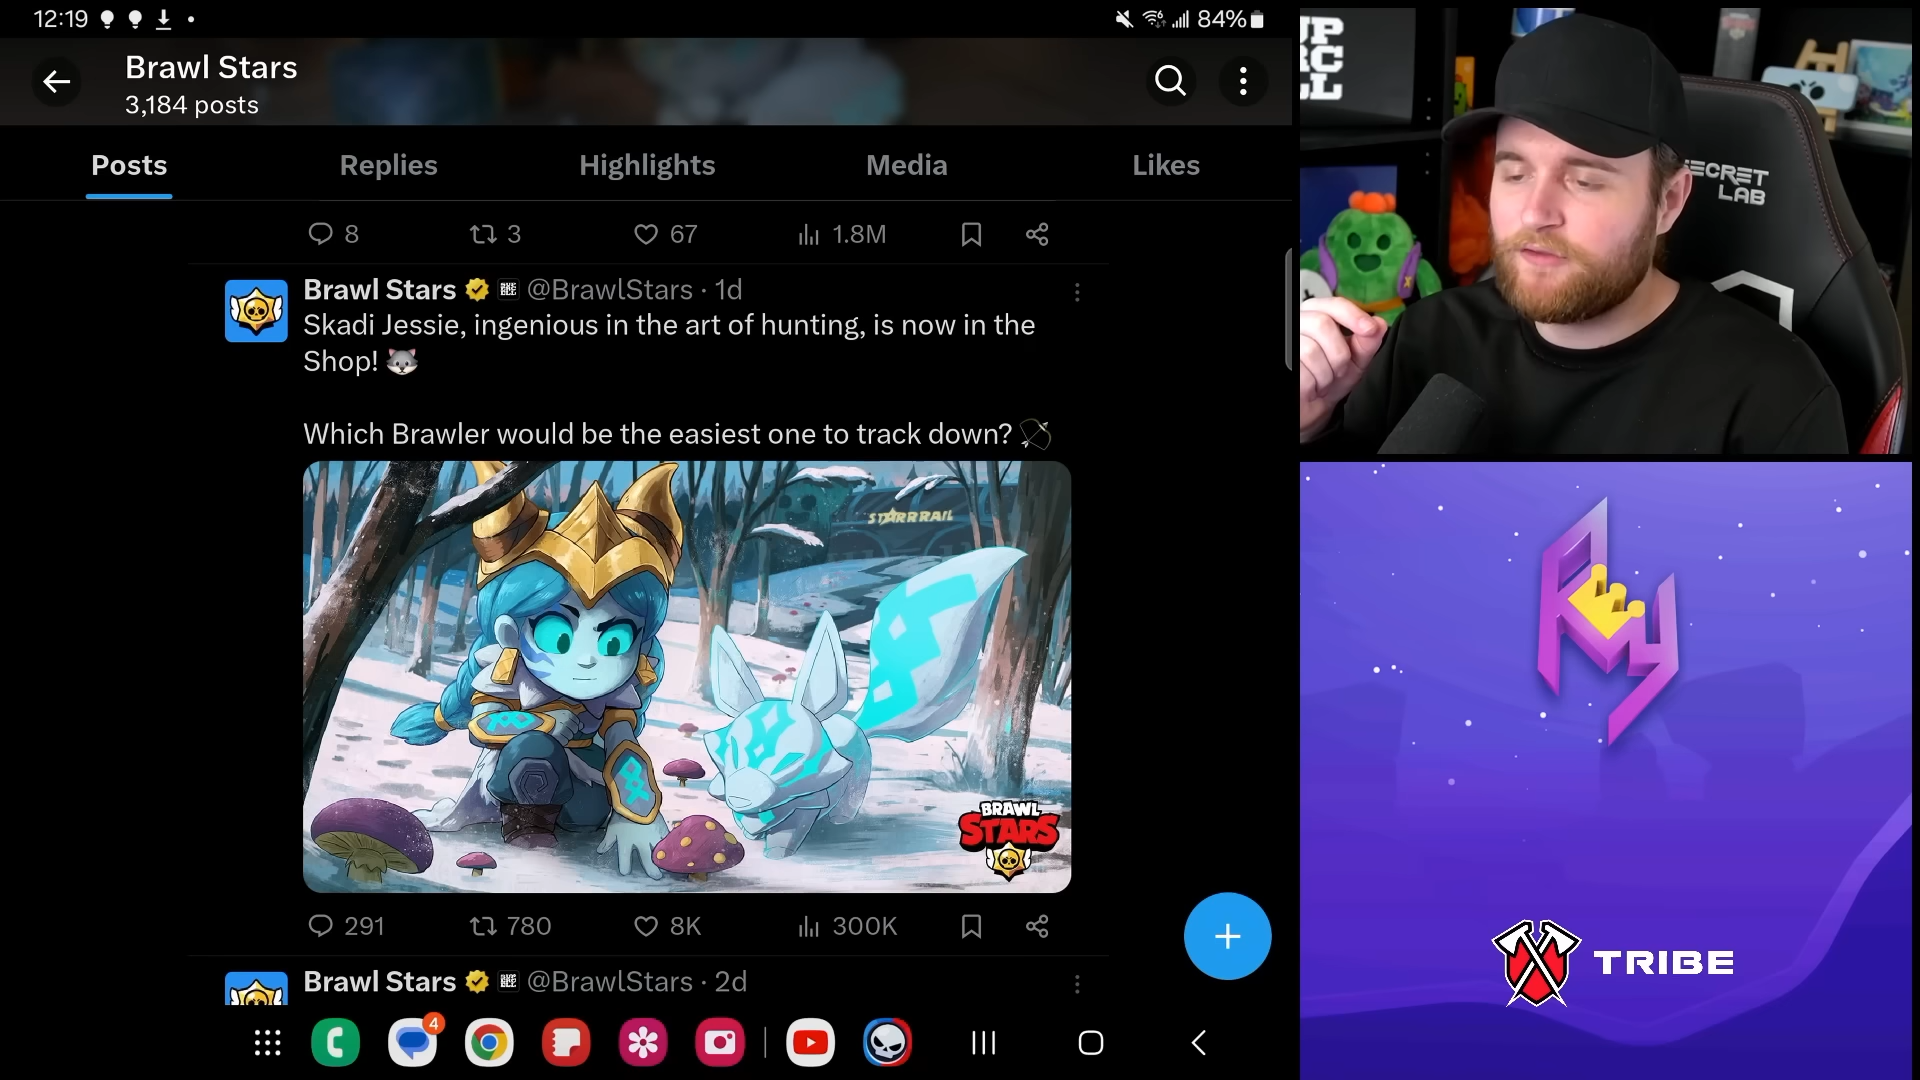 12:19
84%
Brawl Stars
3,184 posts
Posts
Replies
Highlights
Media
Likes
8
3
67
1.8M
Brawl Stars @BrawlStars · 1d
Skadi Jessie, ingenious in the art of hunting, is now in the
Shop! 🐺
Which Brawler would be the easiest one to track down? 🏹
STARRRAIL
BRAWL
STARS
291
780
8K
300K
Brawl Stars @BrawlStars · 2d
4
SECRET
LAB
TRIBE